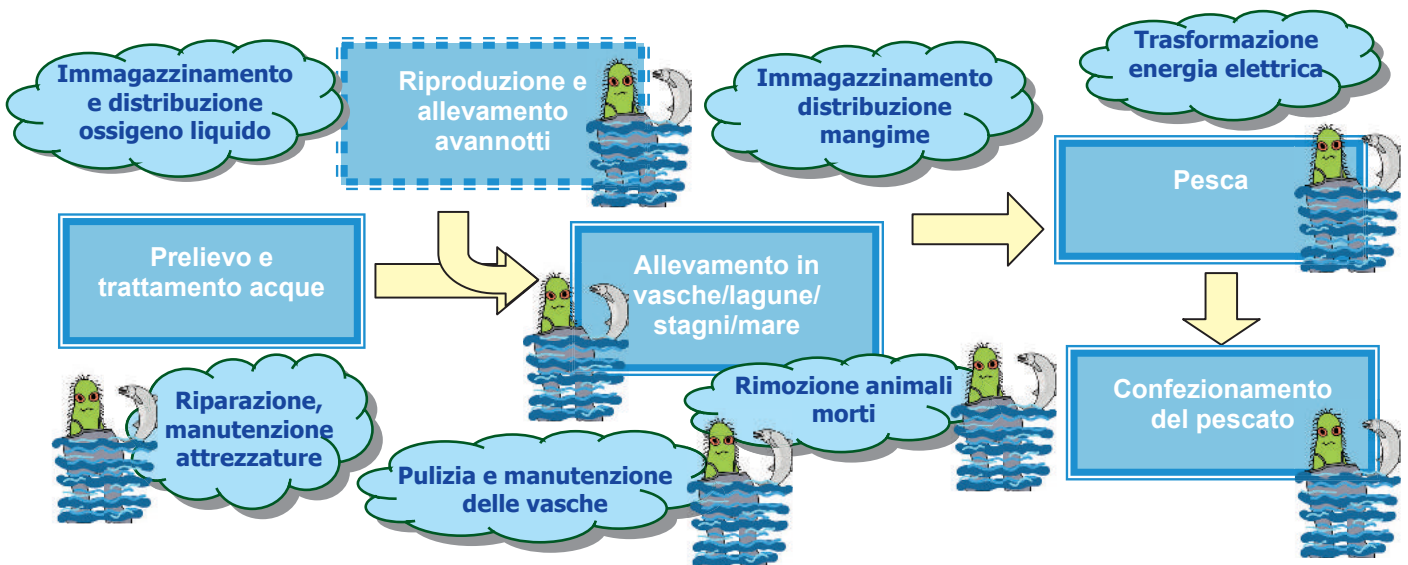 Immagazzinamento
e distribuzione
ossigeno liquido
Riproduzione e
allevamento
avannotti
Immagazzinamento
distribuzione
mangime
Trasformazione
energia elettrica
Pesca
Prelievo e
trattamento acque
Allevamento in
vasche/lagune/
stagni/mare
Riparazione,
manutenzione
attrezzature
Pulizia e manutenzione
delle vasche
Rimozione animali
morti
Confezionamento
del pescato